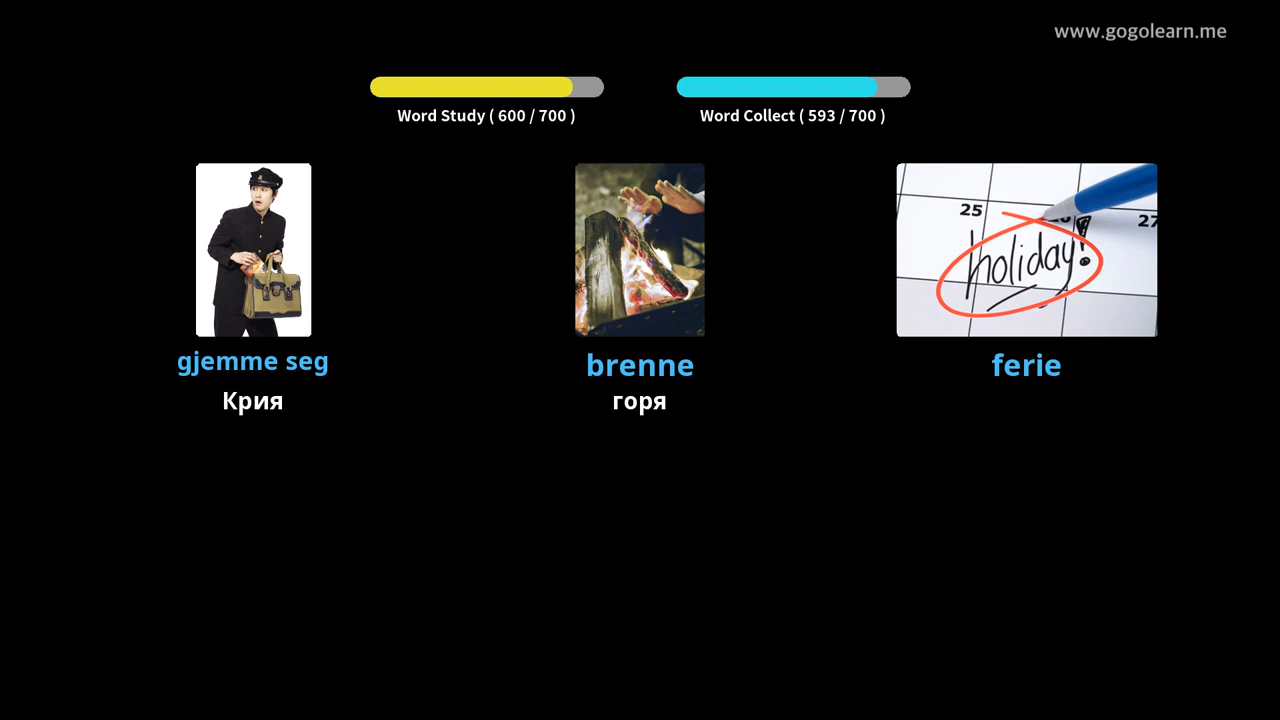 www.gogolearn.me
Word Study ( 600 / 700 )
Word Collect ( 593 / 700 )
25
27
holiday!
gjemme seg
brenne
ferie
Крия
горя